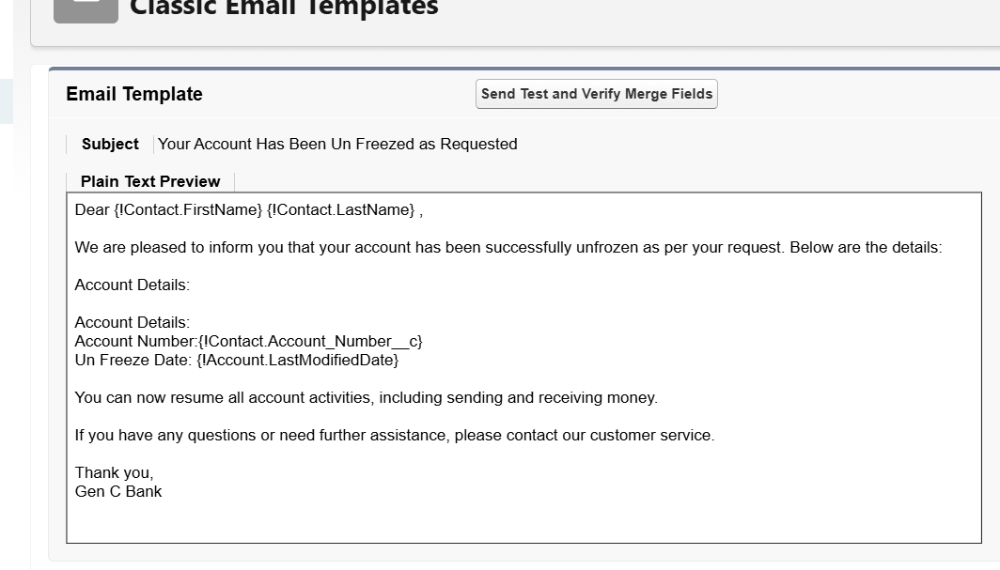 Classic Email Templates
Email Template
Send Test and Verify Merge Fields
Subject
Your Account Has Been Un Freezed as Requested
Plain Text Preview
Dear {!Contact.FirstName} {!Contact.LastName} ,
We are pleased to inform you that your account has been successfully unfrozen as per your request. Below are the details:
Account Details:
Account Details:
Account Number:{!Contact.Account_Number__c}
Un Freeze Date: {!Account.LastModifiedDate}
You can now resume all account activities, including sending and receiving money.
If you have any questions or need further assistance, please contact our customer service.
Thank you,
Gen C Bank